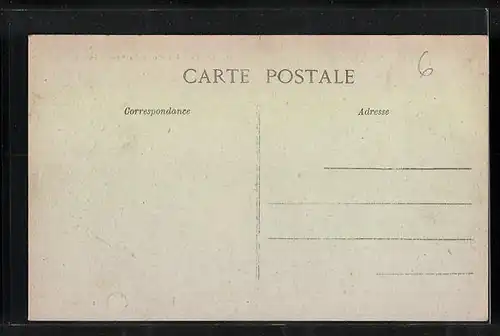 CARTE POSTALE
6
Correspondance
Adresse